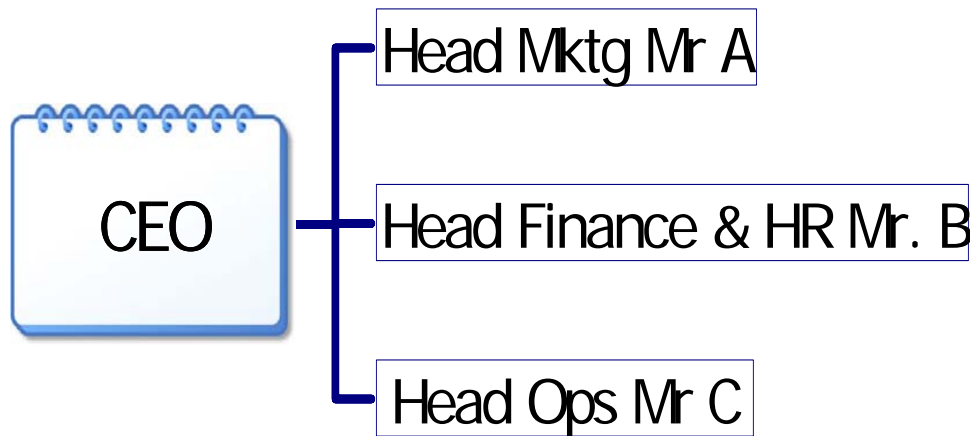 Head Mktg Mr A
CEO
Head Finance & HR Mr. B
Head Ops Mr C